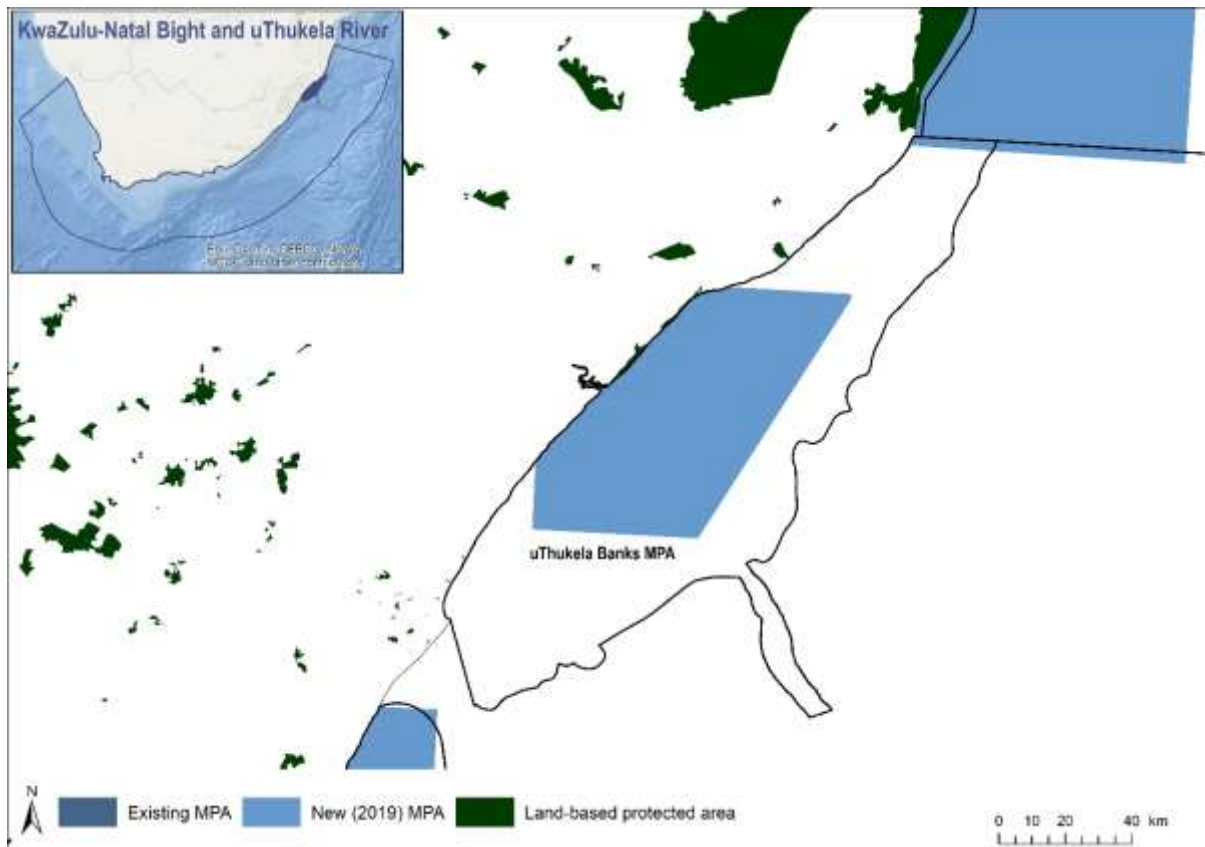 KwaZulu-Natal Bight and uThukela River
uThukela Banks MPA
N
Existing MPA
New (2019) MPA
Land-based protected area
0 10 20 40 km